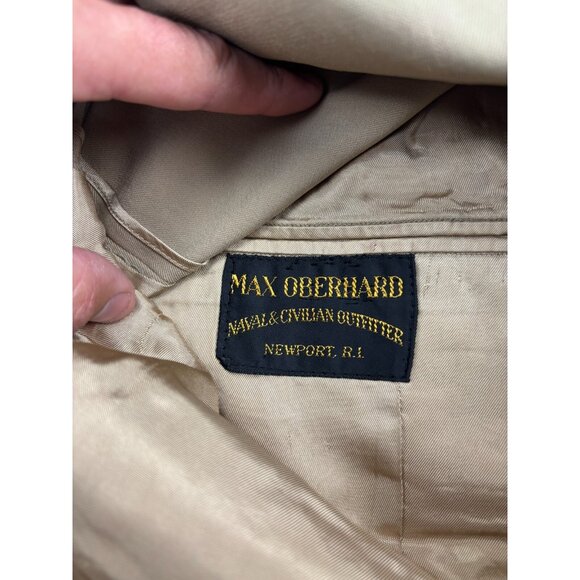 MAX OBERHARD
NAVAL & CIVILIAN OUTFITTER
NEWPORT, R.I.